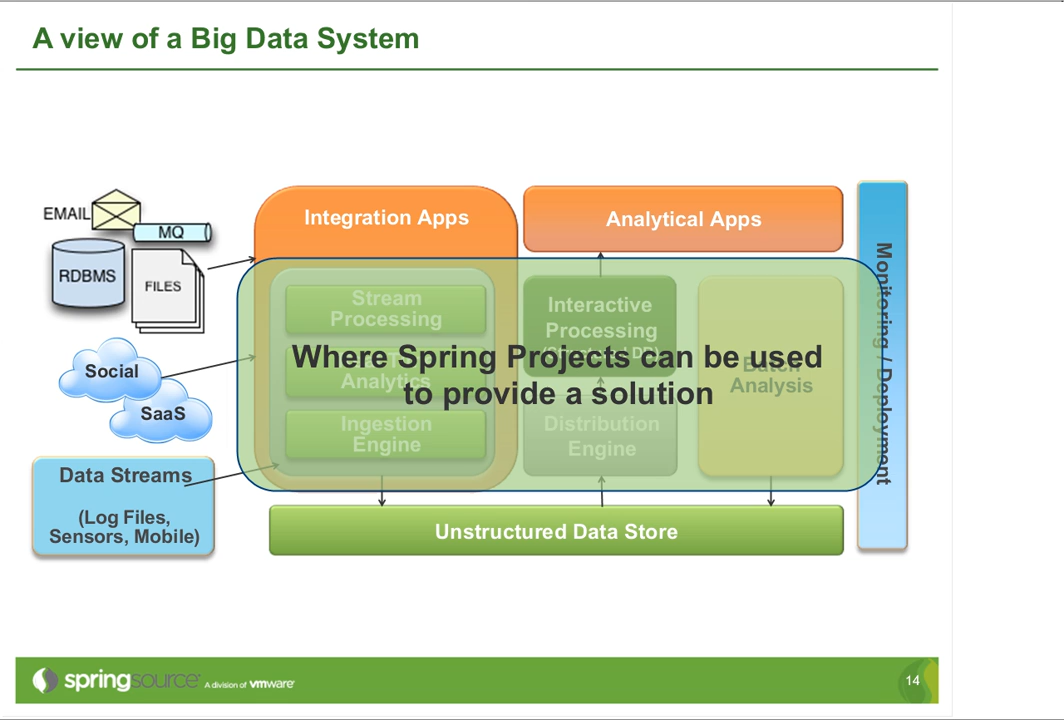 A view of a Big Data System
EMAIL
MQ
RDBMS
FILES
Social
SaaS
Data Streams
(Log Files,
Sensors, Mobile)
Integration Apps
Stream
Processing
Analytics
Ingestion
Engine
Analytical Apps
Interactive
Processing
Distribution
Engine
Batch
Analysis
Where Spring Projects can be used
to provide a solution
Unstructured Data Store
Monitoring / Deployment
springsource A division of vmware
14